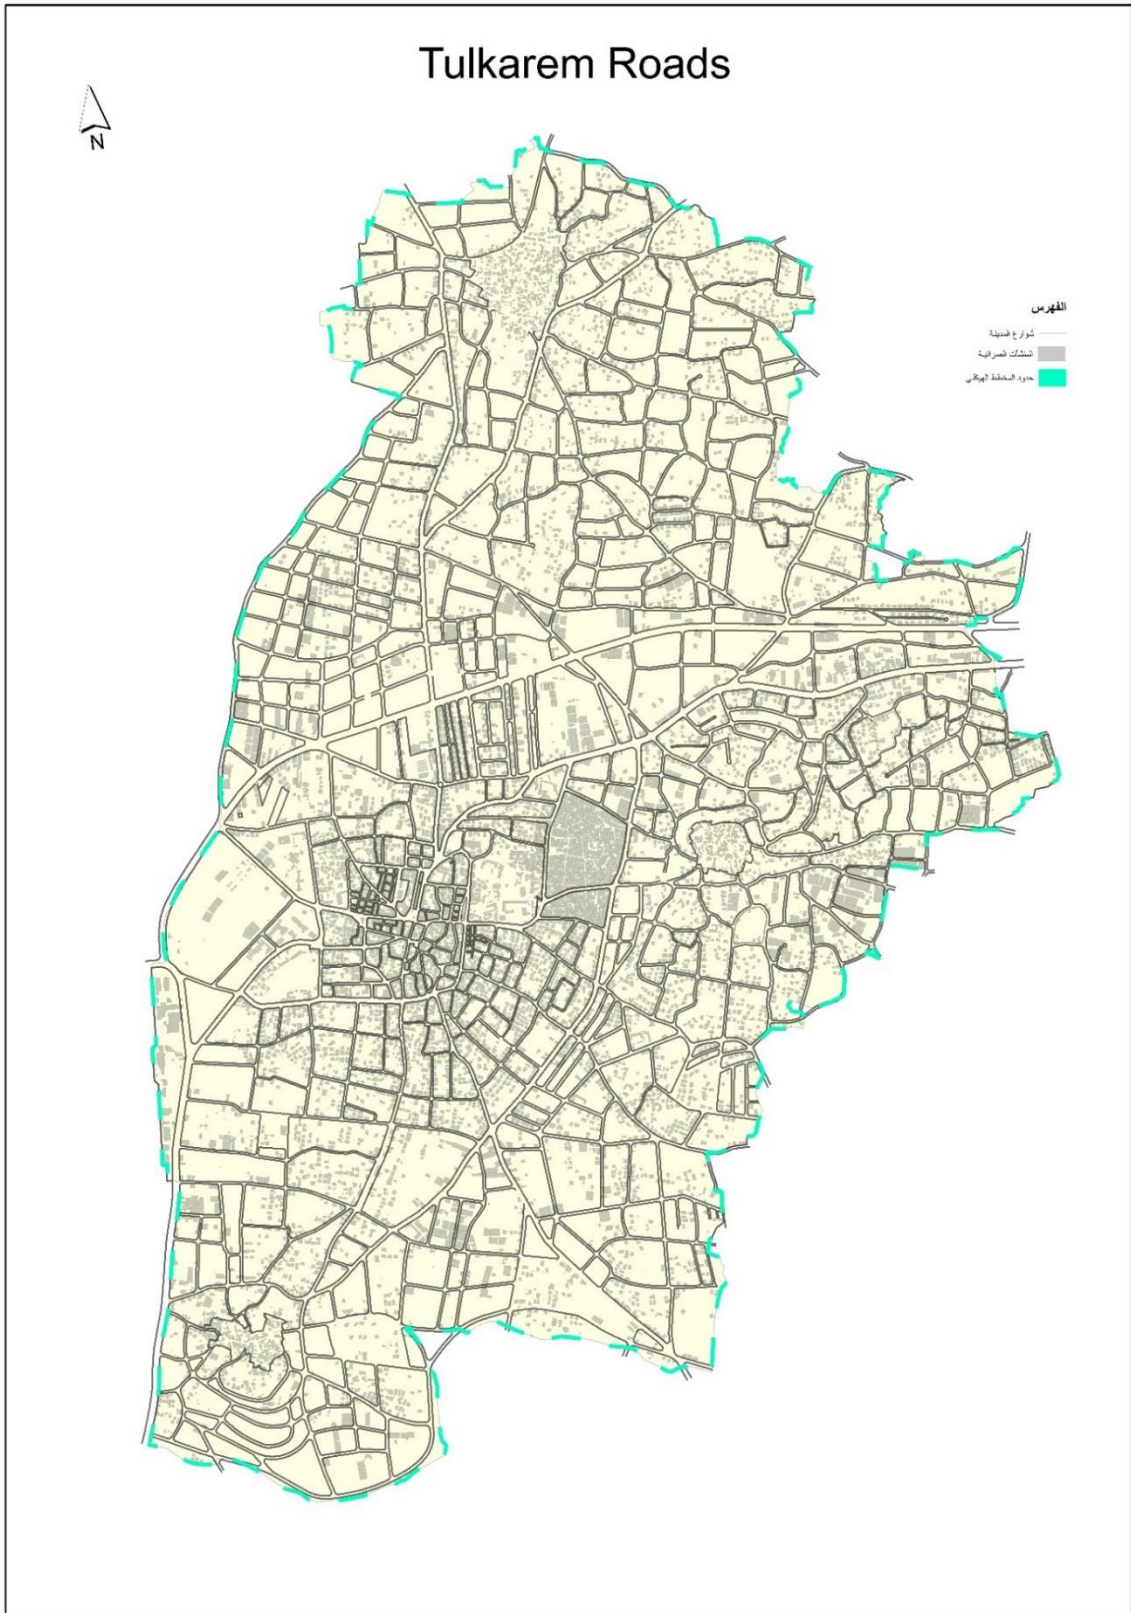 Tulkarem Roads
N
الفهرس
شوارع المدينة
المنشآت العمرانية
حدود المخطط الهيكلي